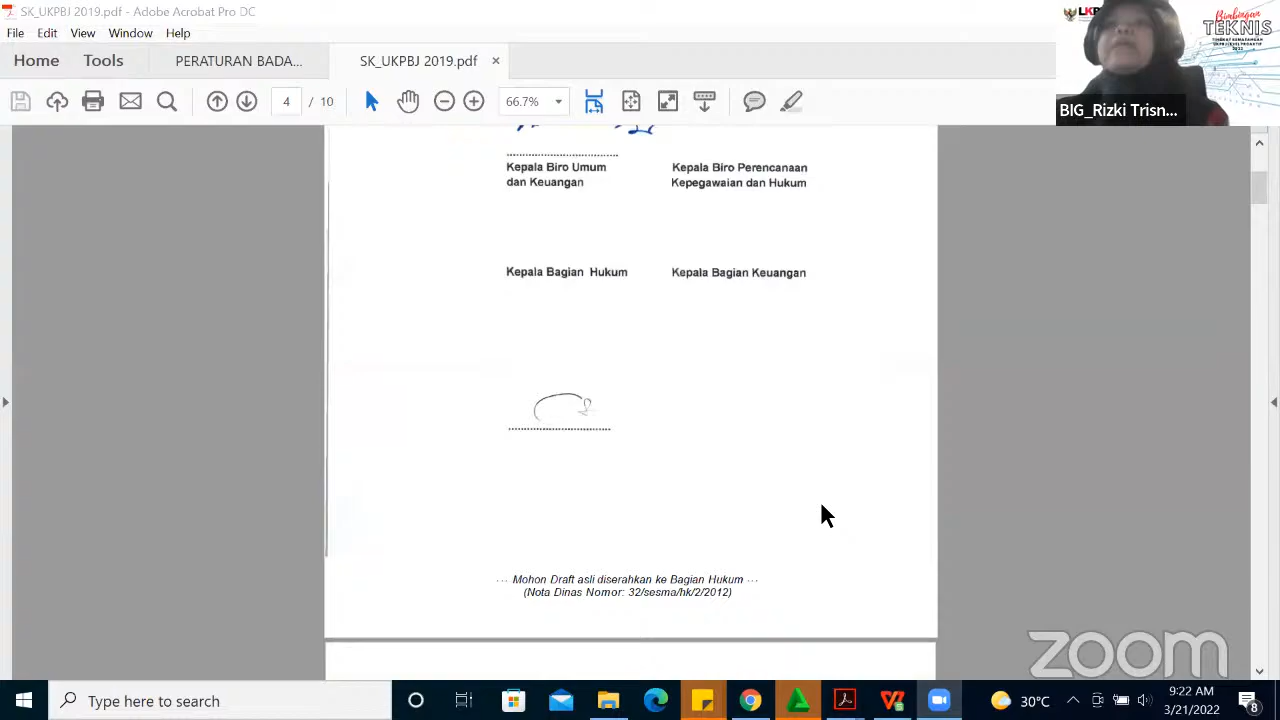 SK_UKPBJ 2019.pdf - Adobe Acrobat Pro DC
File Edit View Window Help
Home Tools PERATURAN BADA... SK_UKPBJ 2019.pdf ×
4 / 10 66.7%
Bimbingan
TEKNIS
BIG_Rizki Trisn...
Kepala Biro Umum
dan Keuangan
Kepala Biro Perencanaan
Kepegawaian dan Hukum
Kepala Bagian Hukum
Kepala Bagian Keuangan
... Mohon Draft asli diserahkan ke Bagian Hukum ...
(Nota Dinas Nomor: 32/sesma/hk/2/2012)
zoom
Type here to search
30°C
9:22 AM
3/21/2022
8